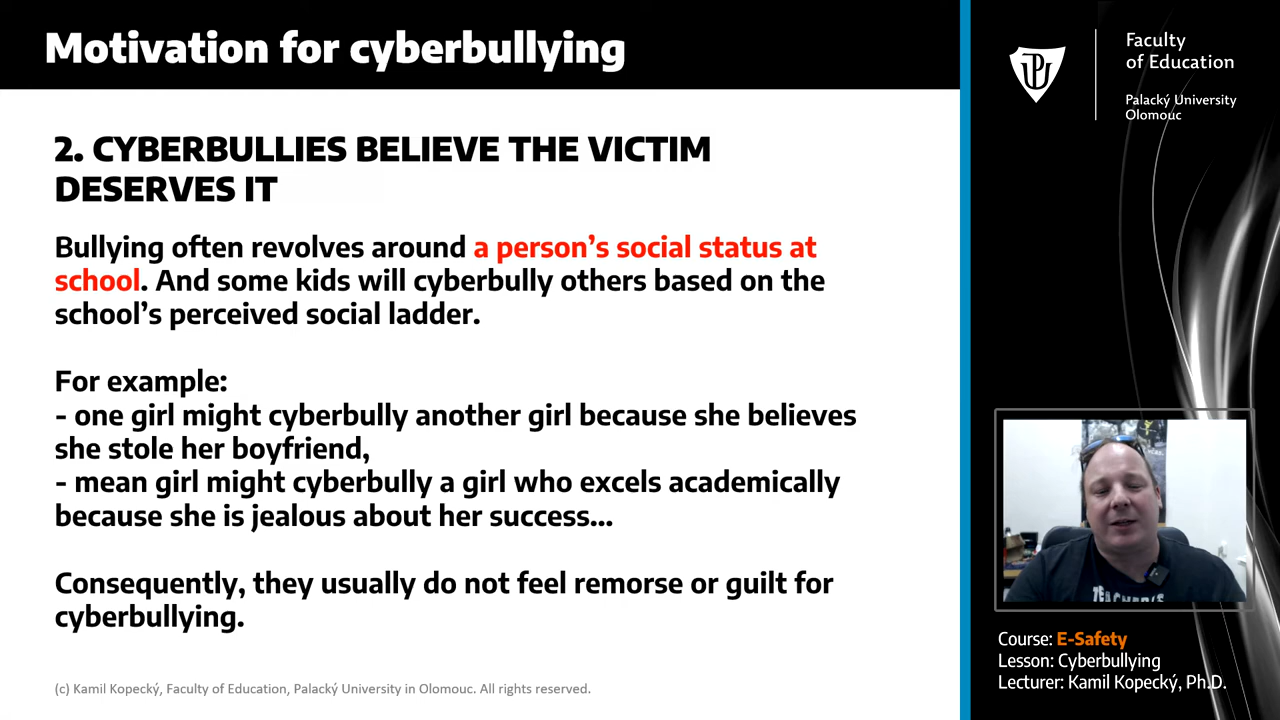 Motivation for cyberbullying
2. CYBERBULLIES BELIEVE THE VICTIM
DESERVES IT
Bullying often revolves around a person’s social status at
school. And some kids will cyberbully others based on the
school’s perceived social ladder.
For example:
- one girl might cyberbully another girl because she believes
she stole her boyfriend,
- mean girl might cyberbully a girl who excels academically
because she is jealous about her success...
Consequently, they usually do not feel remorse or guilt for
cyberbullying.
(c) Kamil Kopecký, Faculty of Education, Palacký University in Olomouc. All rights reserved.
Faculty
of Education
Palacký University
Olomouc
TEACHER'S
Course: E-Safety
Lesson: Cyberbullying
Lecturer: Kamil Kopecký, Ph.D.